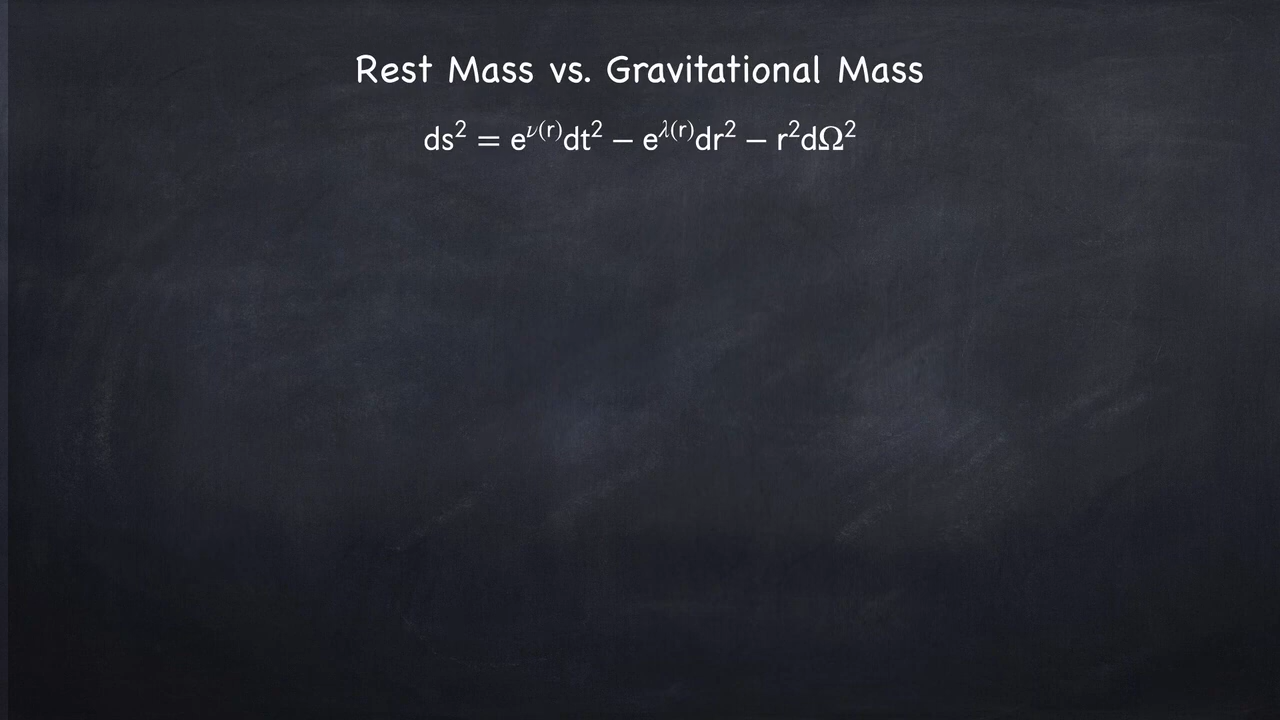 Rest Mass vs. Gravitational Mass
ds² = e^ν(r)dt² − e^λ(r)dr² − r²dΩ²